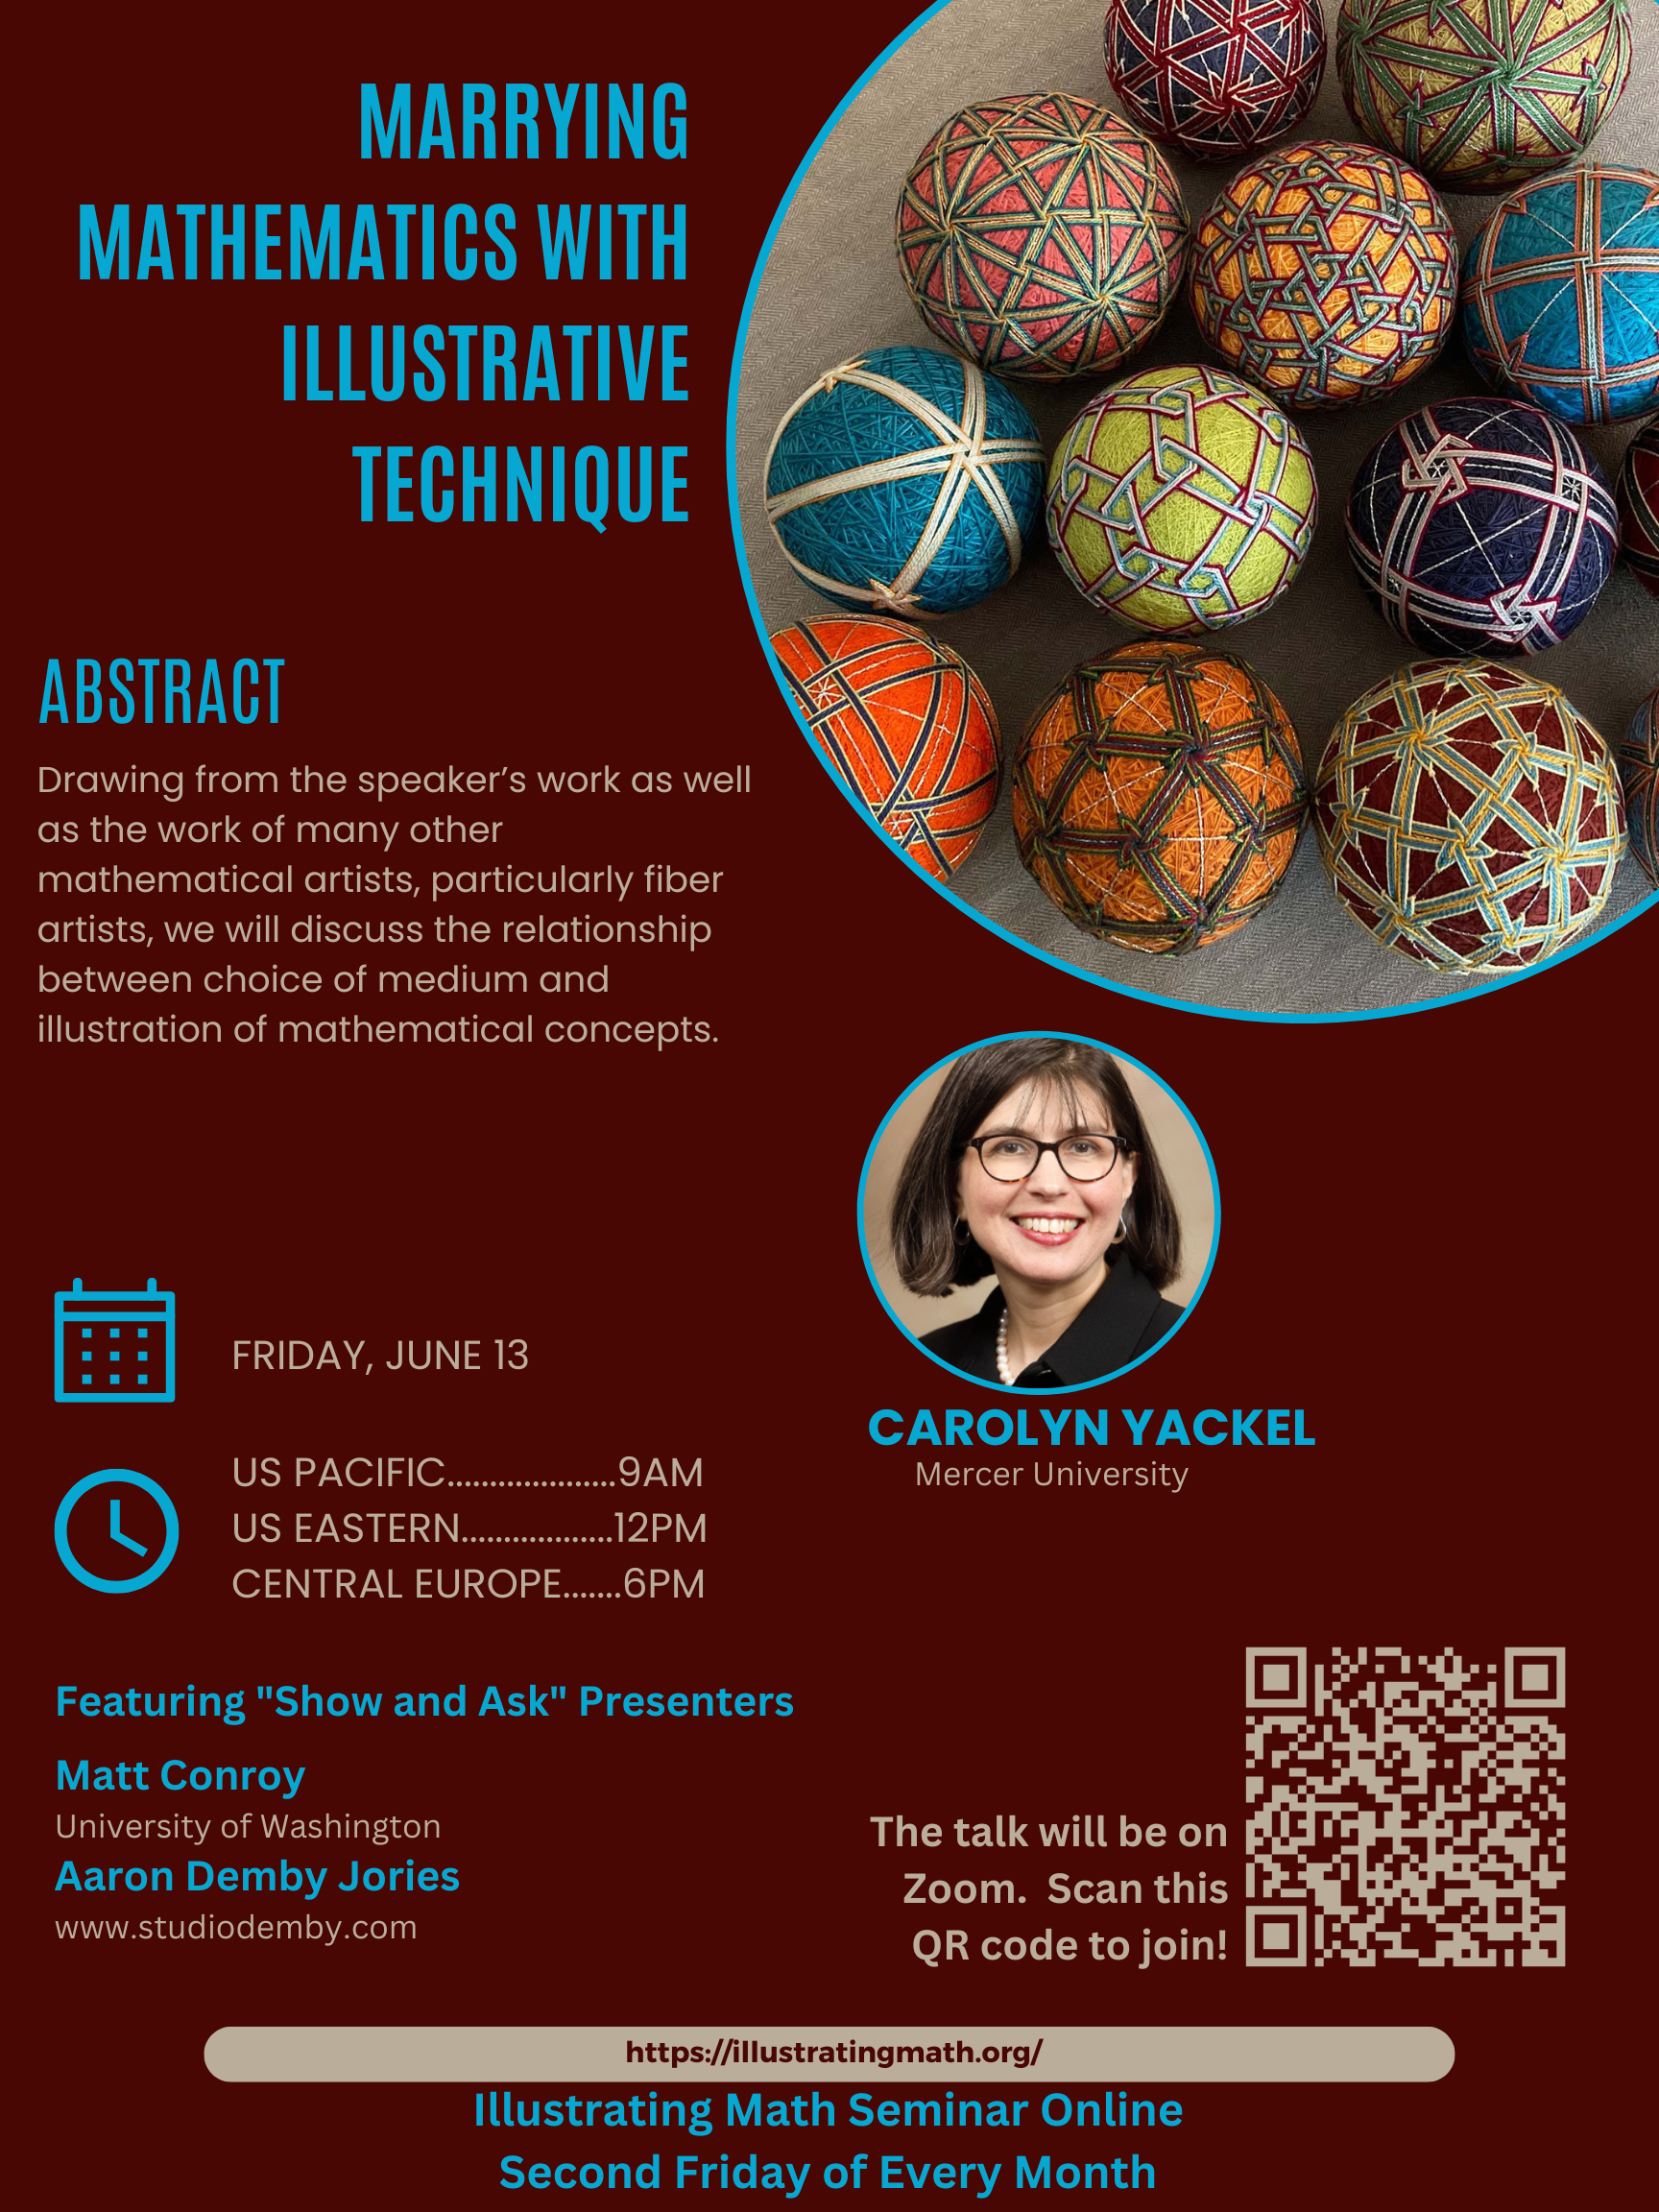 MARRYING
MATHEMATICS WITH
ILLUSTRATIVE
TECHNIQUE
ABSTRACT
Drawing from the speaker’s work as well
as the work of many other
mathematical artists, particularly fiber
artists, we will discuss the relationship
between choice of medium and
illustration of mathematical concepts.
FRIDAY, JUNE 13
US PACIFIC....................9AM
US EASTERN..................12PM
CENTRAL EUROPE.......6PM
CAROLYN YACKEL
Mercer University
Featuring "Show and Ask" Presenters
Matt Conroy
University of Washington
Aaron Demby Jories
www.studiodemby.com
The talk will be on
Zoom.  Scan this
QR code to join!
https://illustratingmath.org/
Illustrating Math Seminar Online
Second Friday of Every Month